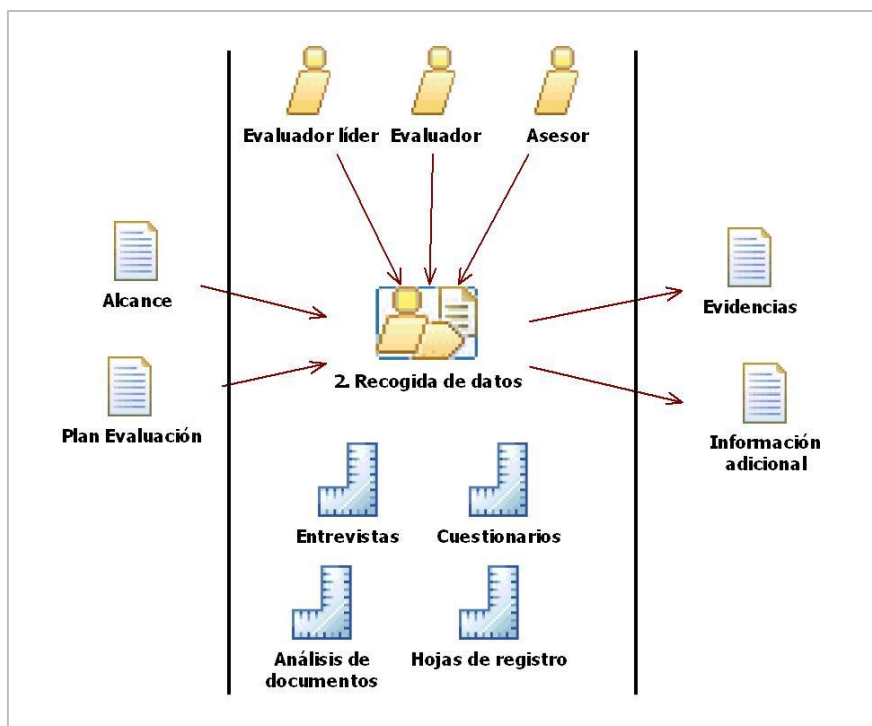 Evaluador líder
Evaluador
Asesor
Alcance
Plan Evaluación
2. Recogida de datos
Evidencias
Información
adicional
Entrevistas
Cuestionarios
Análisis de
documentos
Hojas de registro